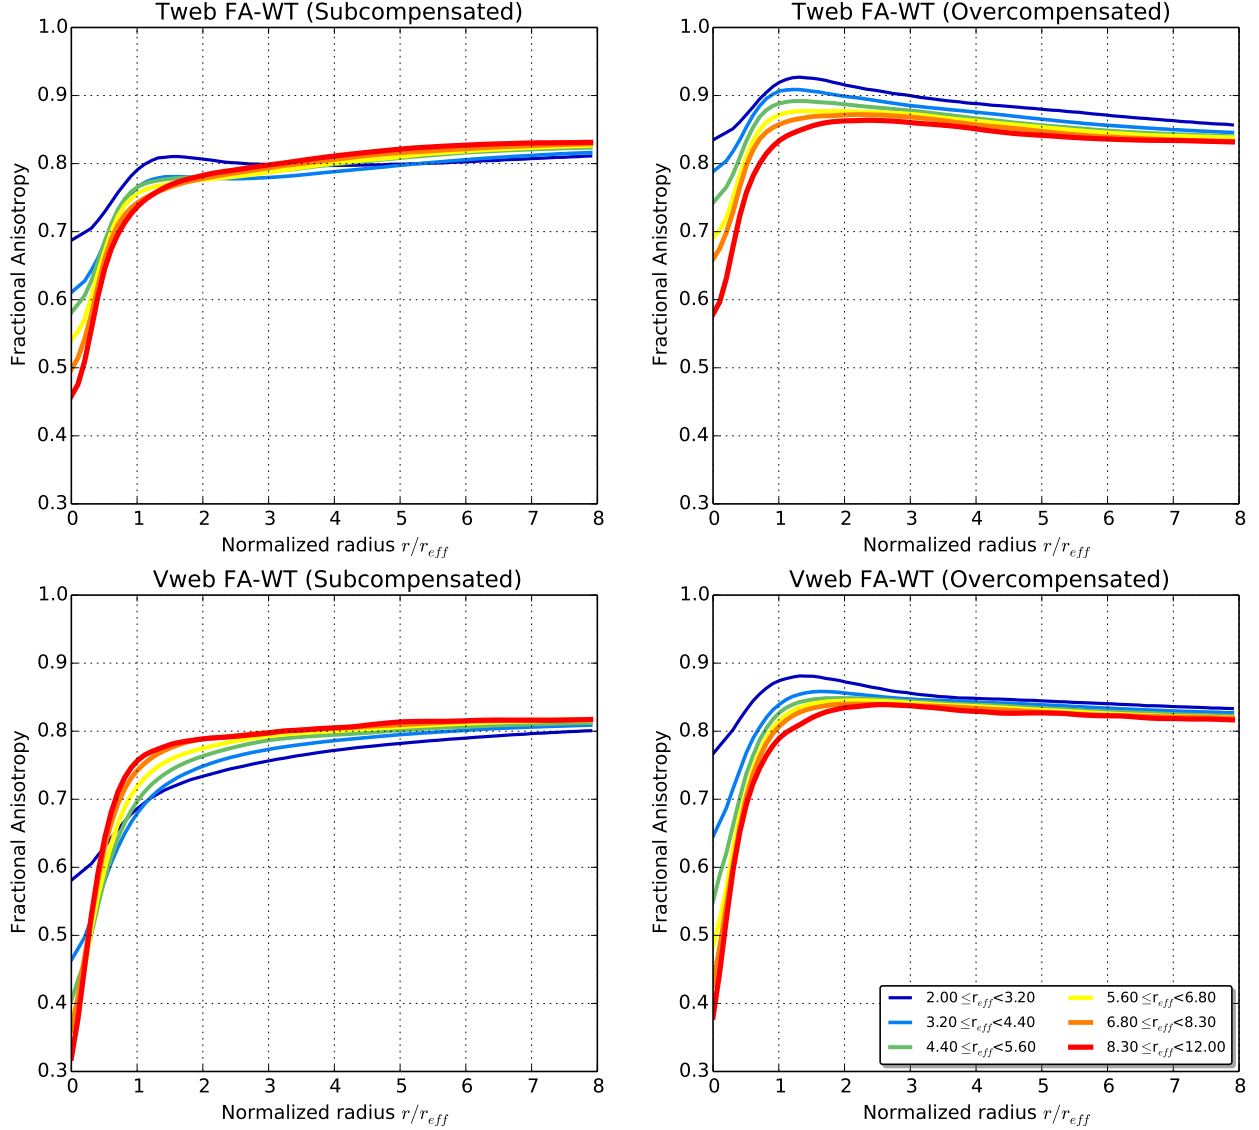 Tweb FA-WT (Subcompensated)
1.0
0.9
0.8
0.7
0.6
0.5
0.4
0.3
Fractional Anisotropy
0 1 2 3 4 5 6 7 8
Normalized radius r/r_eff
Tweb FA-WT (Overcompensated)
1.0
0.9
0.8
0.7
0.6
0.5
0.4
0.3
Fractional Anisotropy
0 1 2 3 4 5 6 7 8
Normalized radius r/r_eff
Vweb FA-WT (Subcompensated)
1.0
0.9
0.8
0.7
0.6
0.5
0.4
0.3
Fractional Anisotropy
0 1 2 3 4 5 6 7 8
Normalized radius r/r_eff
Vweb FA-WT (Overcompensated)
1.0
0.9
0.8
0.7
0.6
0.5
0.4
0.3
Fractional Anisotropy
2.00 ≤r_eff<3.20
3.20 ≤r_eff<4.40
4.40 ≤r_eff<5.60
5.60 ≤r_eff<6.80
6.80 ≤r_eff<8.30
8.30 ≤r_eff<12.00
0 1 2 3 4 5 6 7 8
Normalized radius r/r_eff